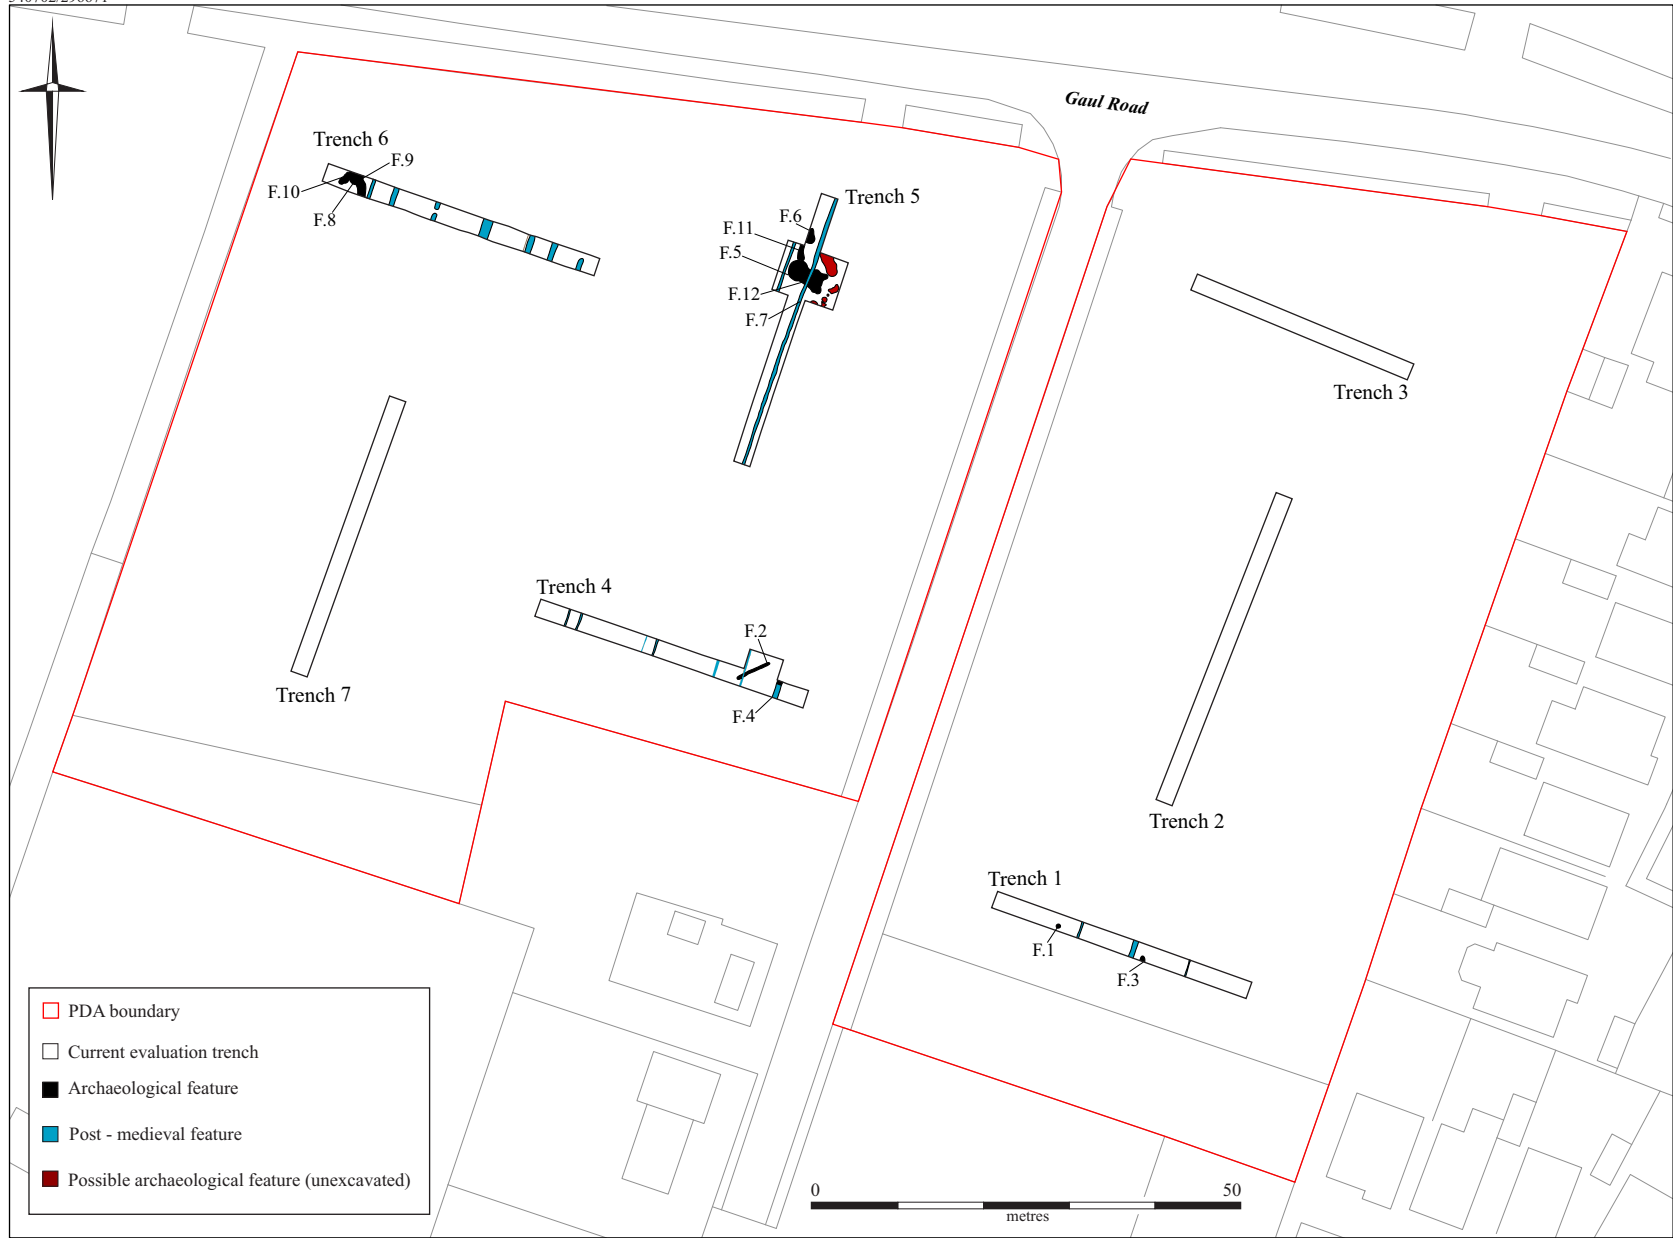 Gaul Road
Trench 6
F.9
F.10
F.8
Trench 5
F.6
F.11
F.5
F.12
F.7
Trench 3
Trench 4
F.2
F.4
Trench 7
Trench 2
Trench 1
F.1
F.3
PDA boundary
Current evaluation trench
Archaeological feature
Post - medieval feature
Possible archaeological feature (unexcavated)
0 50
metres